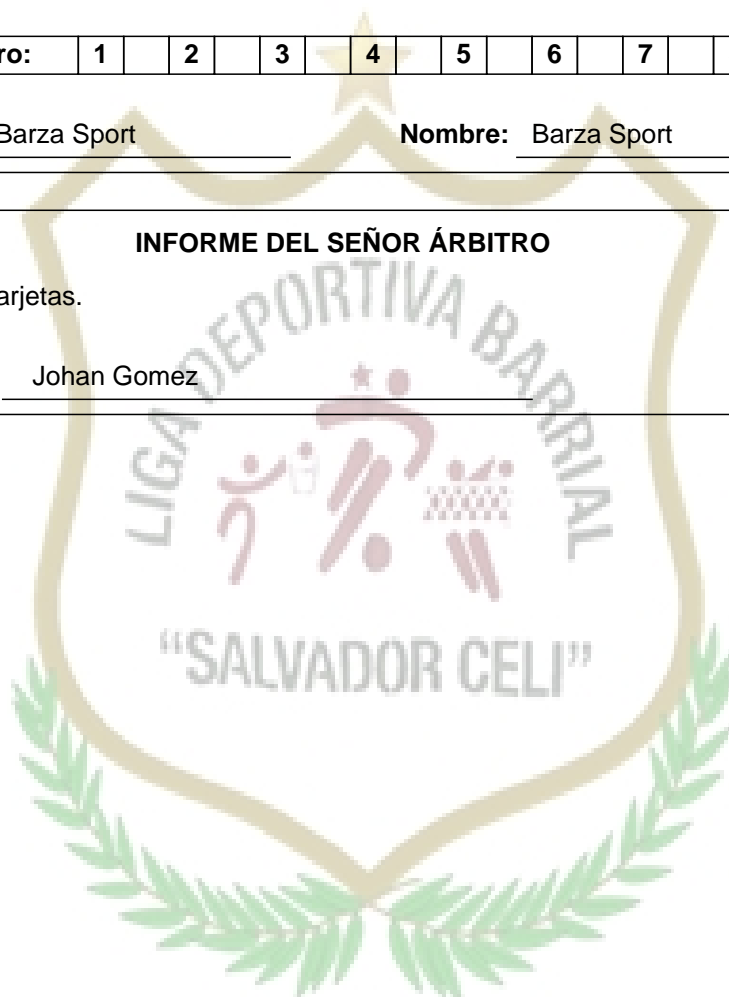 ro: 1 2 3 4 5 6 7
Barza Sport Nombre: Barza Sport
INFORME DEL SEÑOR ÁRBITRO
arjetas.
Johan Gomez
LIGA DEPORTIVA BARRIAL
“SALVADOR CELI”